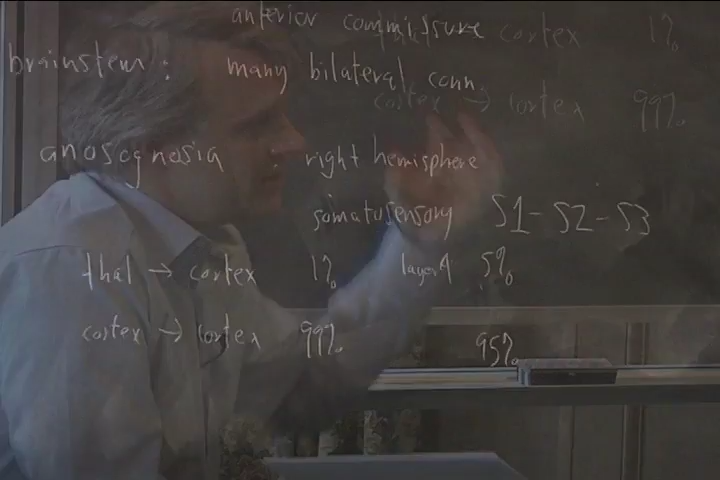 anterior commissure cortex 1%
brainstem: many bilateral conn
cortex → cortex 99%
anosognosia right hemisphere
somatosensory S1-S2-S3
thal → cortex 1% layer 4 5%
cortex → cortex 99% 95%